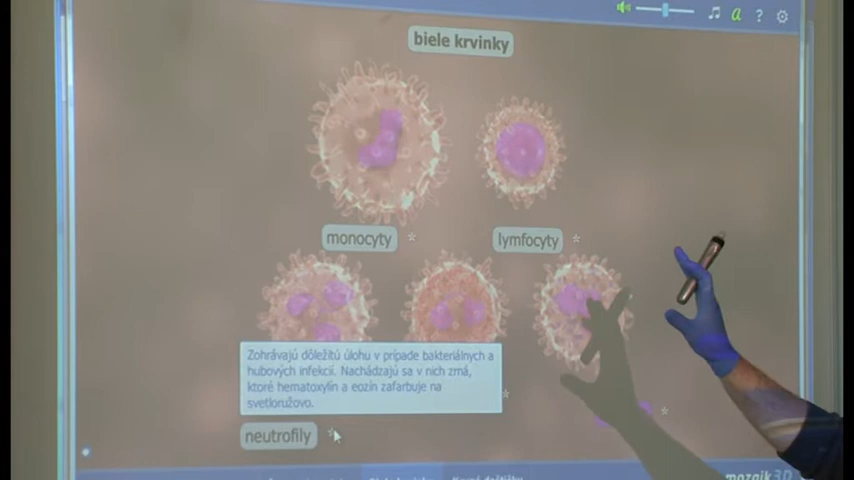 a ?
biele krvinky
monocyty *
lymfocyty *
Zohrávajú dôležitú úlohu v prípade bakteriálnych a
hubových infekcií. Nachádzajú sa v nich zrná,
ktoré hematoxylín a eozín zafarbuje na
svetloružovo.
*
*
neutrofily *
mozaik3D